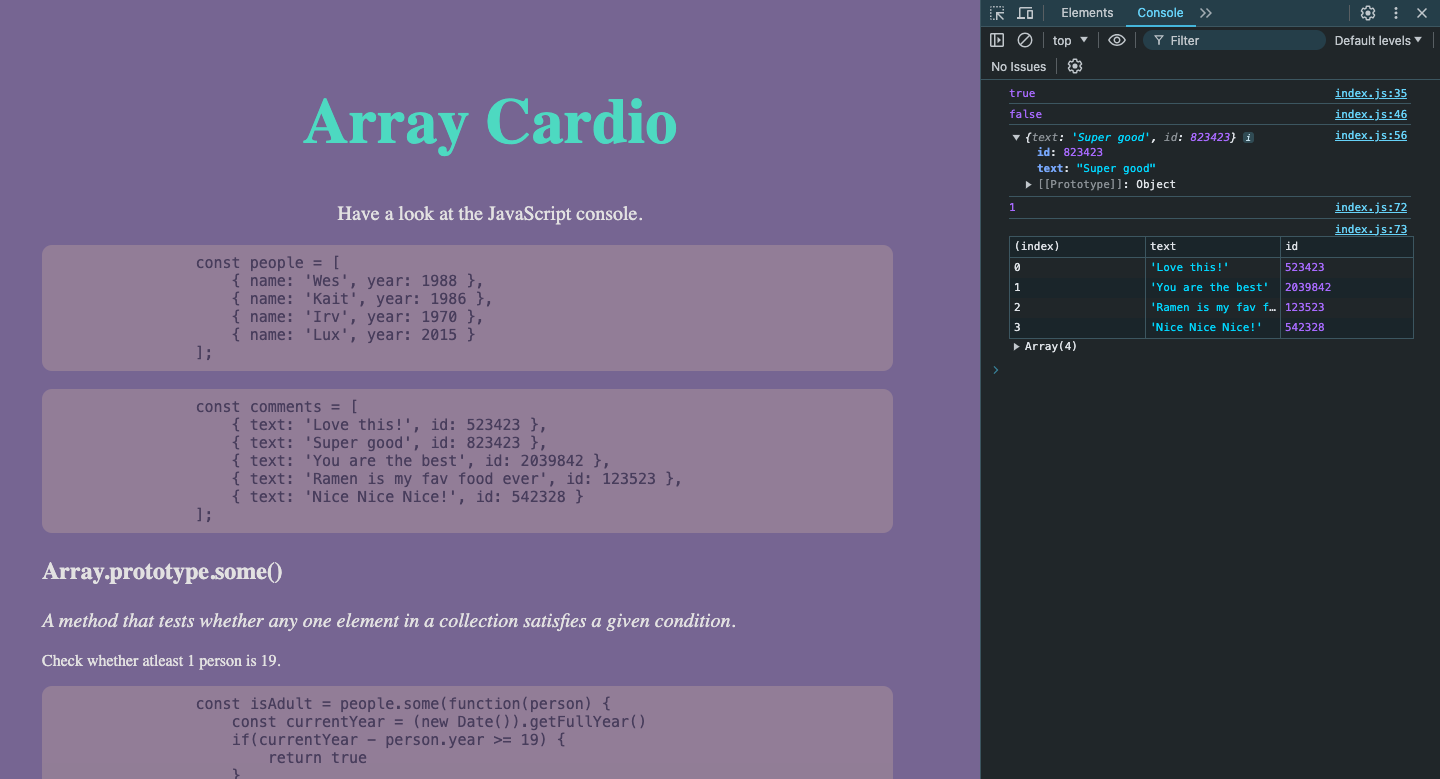 Array Cardio
Have a look at the JavaScript console.
const people = [
    { name: 'Wes', year: 1988 },
    { name: 'Kait', year: 1986 },
    { name: 'Irv', year: 1970 },
    { name: 'Lux', year: 2015 }
];
const comments = [
    { text: 'Love this!', id: 523423 },
    { text: 'Super good', id: 823423 },
    { text: 'You are the best', id: 2039842 },
    { text: 'Ramen is my fav food ever', id: 123523 },
    { text: 'Nice Nice Nice!', id: 542328 }
];
Array.prototype.some()
A method that tests whether any one element in a collection satisfies a given condition.
Check whether atleast 1 person is 19.
const isAdult = people.some(function(person) {
    const currentYear = (new Date()).getFullYear()
    if(currentYear - person.year >= 19) {
        return true
    }
Elements Console
top Filter Default levels
No Issues
true index.js:35
false index.js:46
{text: 'Super good', id: 823423} i index.js:56
id: 823423
text: "Super good"
[[Prototype]]: Object
1 index.js:72
index.js:73
(index) text id
0 'Love this!' 523423
1 'You are the best' 2039842
2 'Ramen is my fav f… 123523
3 'Nice Nice Nice!' 542328
Array(4)